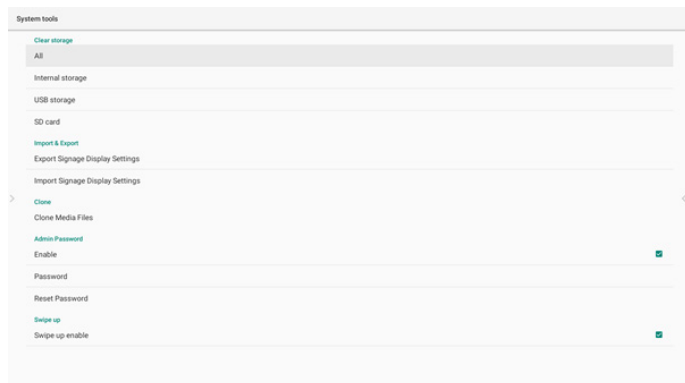 System tools
Clear storage
All
Internal storage
USB storage
SD card
Import & Export
Export Signage Display Settings
Import Signage Display Settings
Clone
Clone Media Files
Admin Password
Enable
Password
Reset Password
Swipe up
Swipe up enable